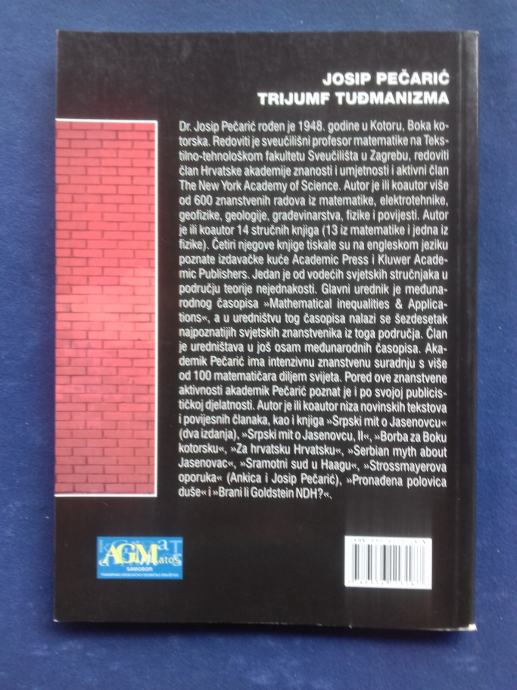 JOSIP PEČARIĆ
TRIJUMF TUĐMANIZMA
Dr. Josip Pečarić rođen je 1948. godine u Kotoru, Boka ko-
torska. Redoviti je sveučilišni profesor matematike na Teks-
tilno-tehnološkom fakultetu Sveučilišta u Zagrebu, redoviti
član Hrvatske akademije znanosti i umjetnosti i aktivni član
The New York Academy of Science. Autor je ili koautor više
od 600 znanstvenih radova iz matematike, elektrotehnike,
geofizike, geologije, građevinarstva, fizike i povijesti. Autor
je ili koautor 14 stručnih knjiga (13 iz matematike i jedna iz
fizike). Četiri njegove knjige tiskale su na engleskom jeziku
poznate izdavačke kuće Academic Press i Kluwer Acade-
mic Publishers. Jedan je od vodećih svjetskih stručnjaka u
području teorije nejednakosti. Glavni urednik je međuna-
rodnog časopisa »Mathematical inequalities & Applica-
tions«, a u uredništvu tog časopisa nalazi se šezdesetak
najpoznatijih svjetskih znanstvenika iz toga područja. Član
je uredništava u još osam međunarodnih časopisa. Aka-
demik Pečarić ima intenzivnu znanstvenu suradnju s više
od 100 matematičara diljem svijeta. Pored ove znanstvene
aktivnosti akademik Pečarić poznat je i po svojoj publicis-
tičkoj djelatnosti. Autor je ili koautor niza novinskih tekstova
i povijesnih članaka, kao i knjiga »Srpski mit o Jasenovcu«
(dva izdanja), »Srpski mit o Jasenovcu, II«, »Borba za Boku
kotorsku«, »Za hrvatsku Hrvatsku«, »Serbian myth about
Jasenovac«, »Sramotni sud u Haagu«, »Strossmayerova
oporuka« (Ankica i Josip Pečarić), »Pronađena polovica
duše« i »Brani li Goldstein NDH?«.
AGM
SAMOBOR